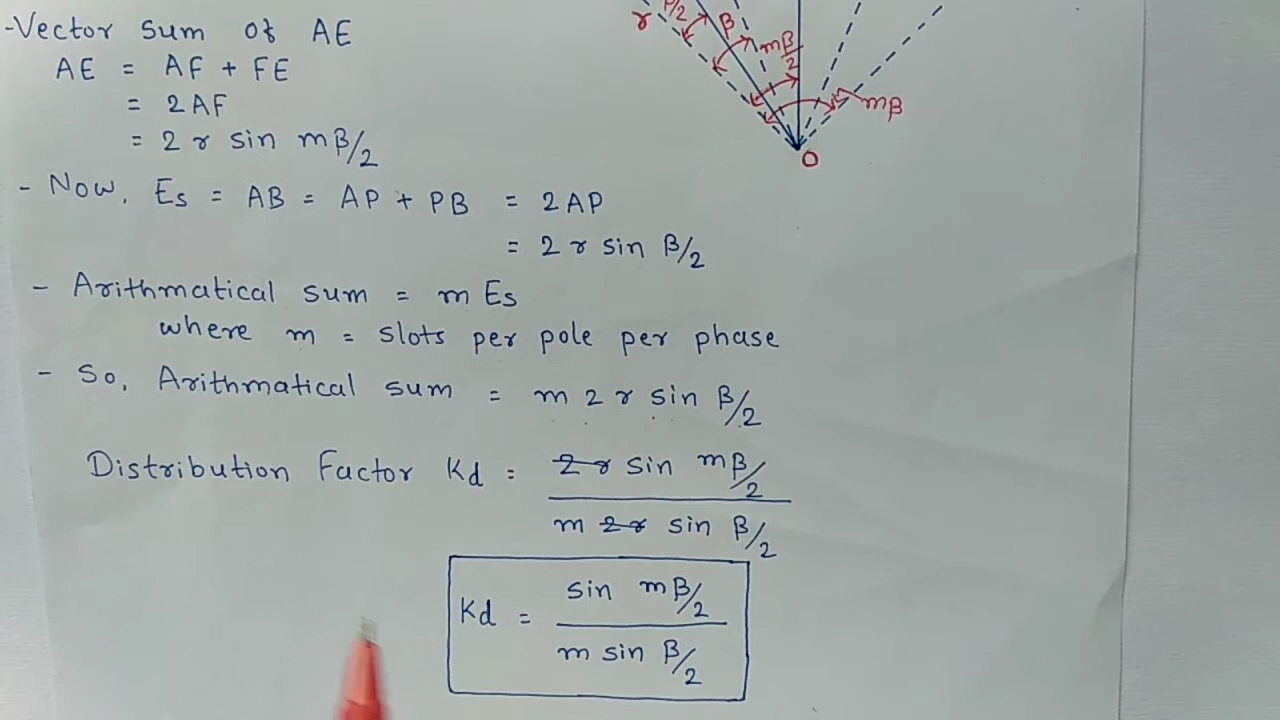 -Vector Sum Of AE
AE = AF + FE
= 2AF
= 2 r sin mβ/2
- Now, Es = AB = AP + PB = 2AP
= 2 r sin β/2
- Arithmatical sum = m Es
where m = slots per pole per phase
- So, Arithmatical sum = m 2 r sin β/2
Distribution Factor Kd = 2r sin mβ/2
m 2r sin β/2
Kd = sin mβ/2
m sin β/2
r
β/2
β
mβ/2
mβ
O